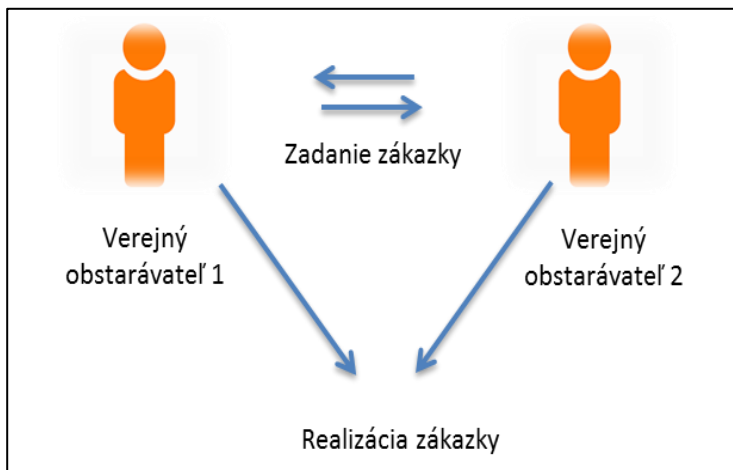 Zadanie zákazky
Verejný
obstarávateľ 1
Verejný
obstarávateľ 2
Realizácia zákazky